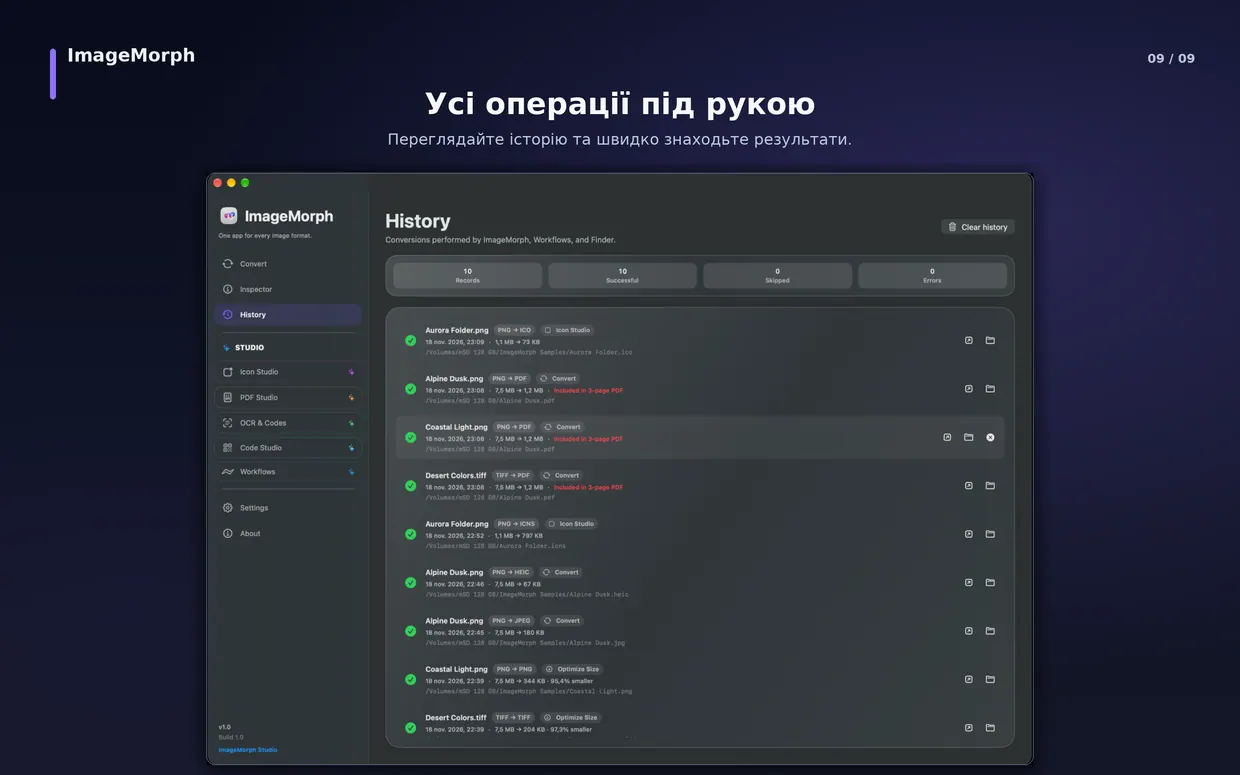 ImageMorph
09 / 09
Усі операції під рукою
Переглядайте історію та швидко знаходьте результати.
ImageMorph
One app for every image format.
Convert
Inspector
History
STUDIO
Icon Studio
PDF Studio
OCR & Codes
Code Studio
Workflows
Settings
About
v1.0
Build 1.0
ImageMorph Studio
History
Conversions performed by ImageMorph, Workflows, and Finder.
Clear history
10
Records
10
Successful
0
Skipped
0
Errors
Aurora Folder.png PNG → ICO Icon Studio
18 nov. 2026, 23:09 · 1,1 MB → 73 KB
/Volumes/mSD 128 GB/ImageMorph Samples/Aurora Folder.ico
Alpine Dusk.png PNG → PDF Convert
18 nov. 2026, 23:08 · 7,5 MB → 1,2 MB · Included in 3-page PDF
/Volumes/mSD 128 GB/Alpine Dusk.pdf
Coastal Light.png PNG → PDF Convert
18 nov. 2026, 23:08 · 7,5 MB → 1,2 MB · Included in 3-page PDF
/Volumes/mSD 128 GB/Alpine Dusk.pdf
Desert Colors.tiff TIFF → PDF Convert
18 nov. 2026, 23:08 · 7,5 MB → 1,2 MB · Included in 3-page PDF
/Volumes/mSD 128 GB/Alpine Dusk.pdf
Aurora Folder.png PNG → ICNS Icon Studio
18 nov. 2026, 22:52 · 1,1 MB → 797 KB
/Volumes/mSD 128 GB/Aurora Folder.icns
Alpine Dusk.png PNG → HEIC Convert
18 nov. 2026, 22:46 · 7,5 MB → 67 KB
/Volumes/mSD 128 GB/ImageMorph Samples/Alpine Dusk.heic
Alpine Dusk.png PNG → JPEG Convert
18 nov. 2026, 22:45 · 7,5 MB → 180 KB
/Volumes/mSD 128 GB/ImageMorph Samples/Alpine Dusk.jpg
Coastal Light.png PNG → PNG Optimize Size
18 nov. 2026, 22:39 · 7,5 MB → 344 KB · 95,4% smaller
/Volumes/mSD 128 GB/ImageMorph Samples/Coastal Light.png
Desert Colors.tiff TIFF → TIFF Optimize Size
18 nov. 2026, 22:39 · 7,5 MB → 204 KB · 97,3% smaller